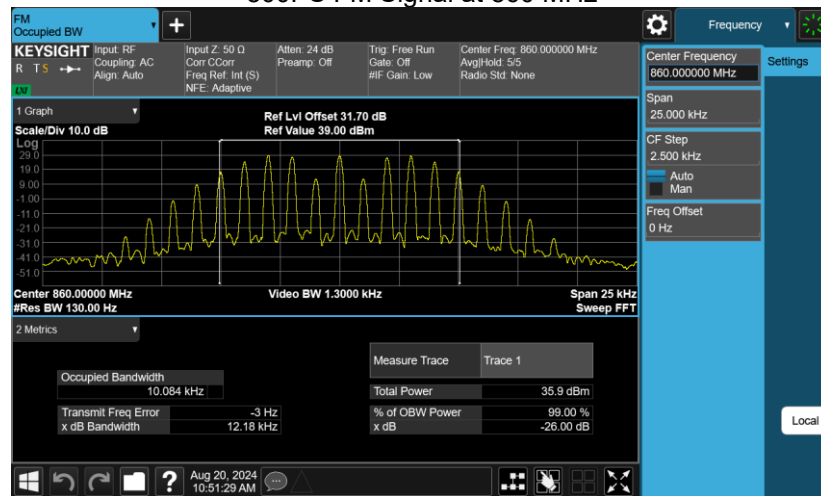 FM
Occupied BW
+
Frequency
KEYSIGHT
R T S
LXI
Input: RF
Coupling: AC
Align: Auto
Input Z: 50 Ω
Corr CCorr
Freq Ref: Int (S)
NFE: Adaptive
Atten: 24 dB
Preamp: Off
Trig: Free Run
Gate: Off
#IF Gain: Low
Center Freq: 860.000000 MHz
Avg|Hold: 5/5
Radio Std: None
Center Frequency
860.000000 MHz
Settings
Span
25.000 kHz
CF Step
2.500 kHz
Auto
Man
Freq Offset
0 Hz
Local
1 Graph
Scale/Div 10.0 dB
Ref Lvl Offset 31.70 dB
Ref Value 39.00 dBm
Log
29.0
19.0
9.00
-1.00
-11.0
-21.0
-31.0
-41.0
-51.0
Center 860.00000 MHz
#Res BW 130.00 Hz
Video BW 1.3000 kHz
Span 25 kHz
Sweep FFT
2 Metrics
Measure Trace Trace 1
Occupied Bandwidth
10.084 kHz
Total Power 35.9 dBm
Transmit Freq Error -3 Hz
% of OBW Power 99.00 %
x dB Bandwidth 12.18 kHz
x dB -26.00 dB
?
Aug 20, 2024
10:51:29 AM